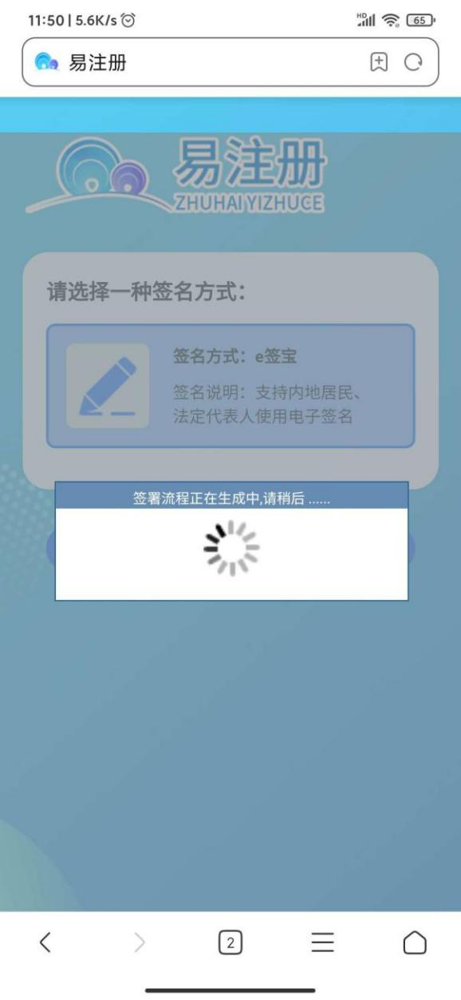 11:50 | 5.6K/s
HD 65
易注册
易注册
ZHUHAI YIZHUCE
请选择一种签名方式：
签名方式：e签宝
签名说明：支持内地居民、
法定代表人使用电子签名
签署流程正在生成中,请稍后 ......
2